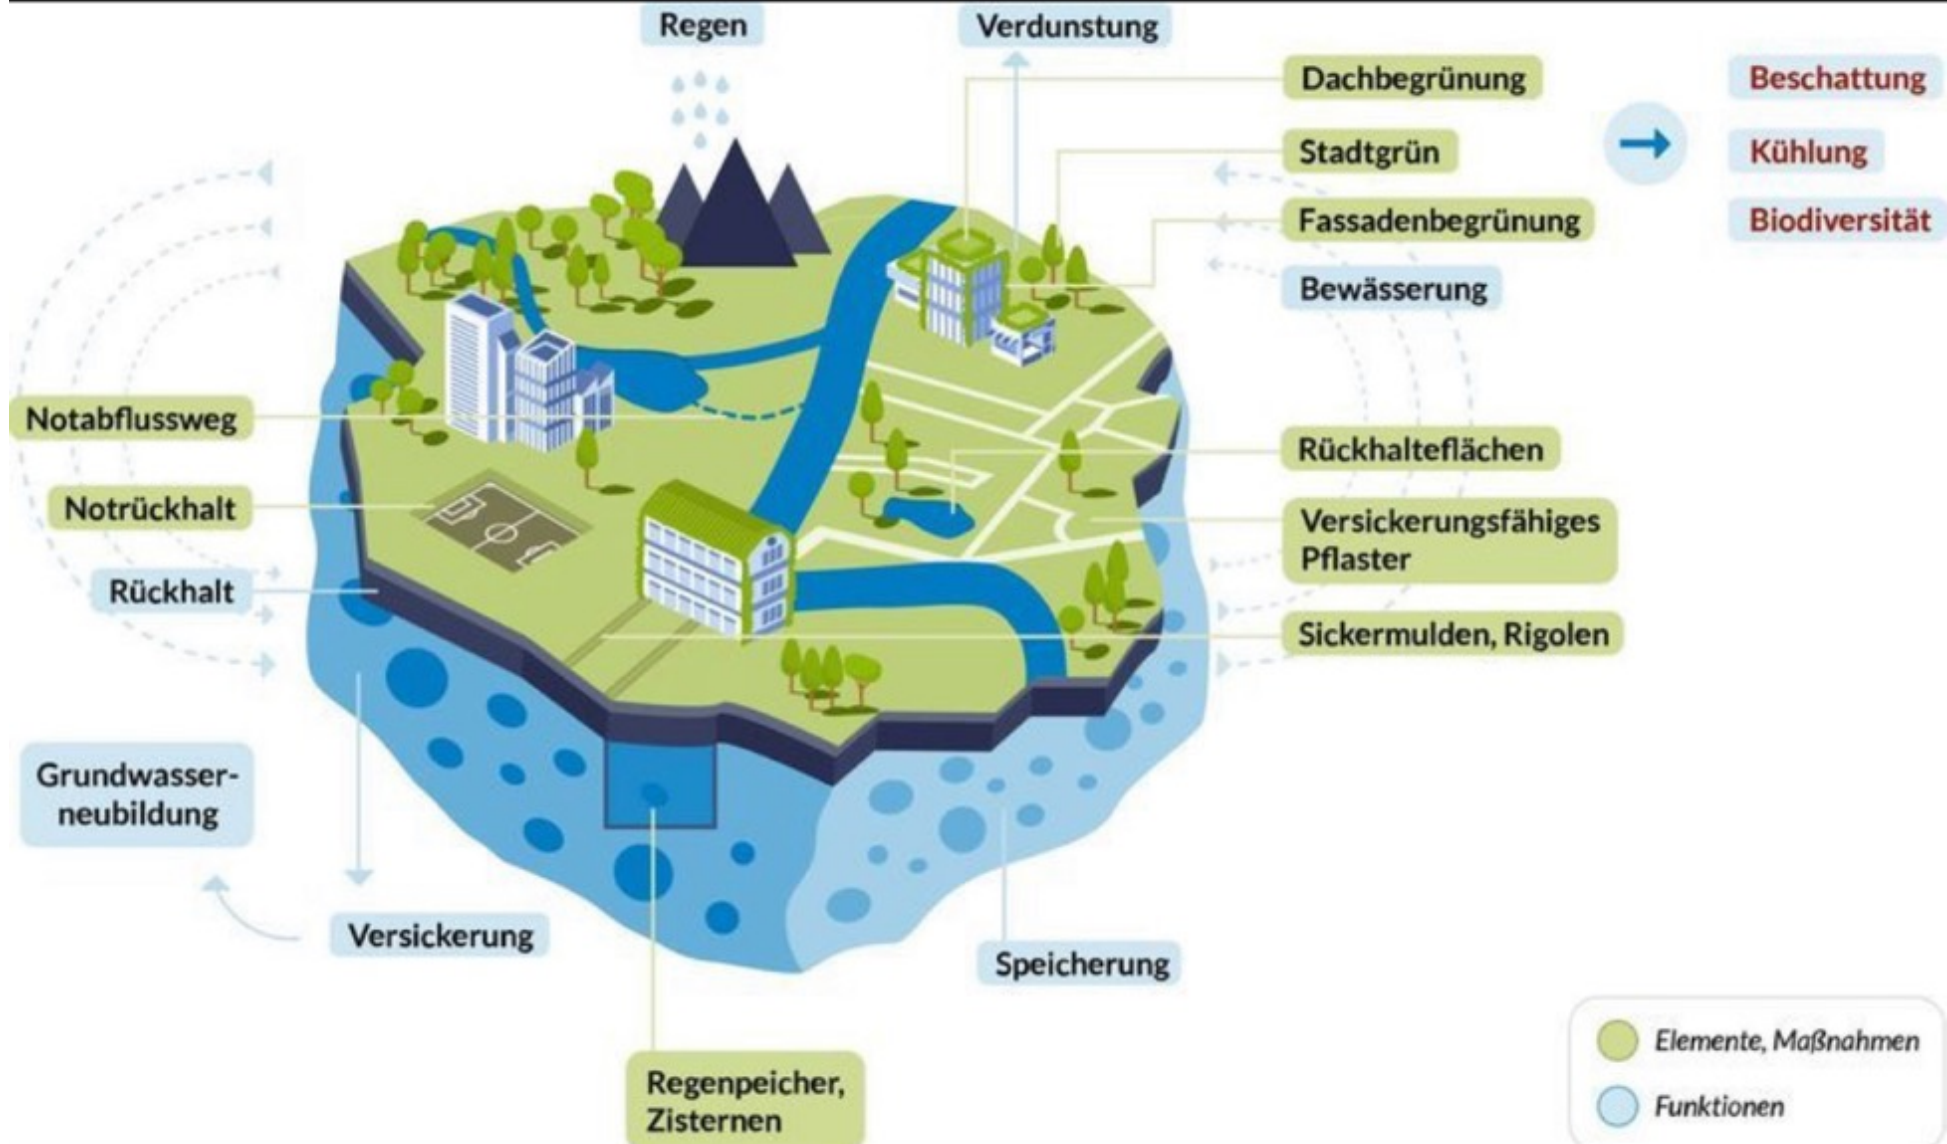 Regen
Verdunstung
Dachbegrünung
Beschattung
Stadtgrün
Kühlung
Fassadenbegrünung
Biodiversität
Bewässerung
Notabflussweg
Rückhalteflächen
Notrückhalt
Versickerungsfähiges
Pflaster
Rückhalt
Sickermulden, Rigolen
Grundwasser-
neubildung
Versickerung
Speicherung
Regenpeicher,
Zisternen
Elemente, Maßnahmen
Funktionen